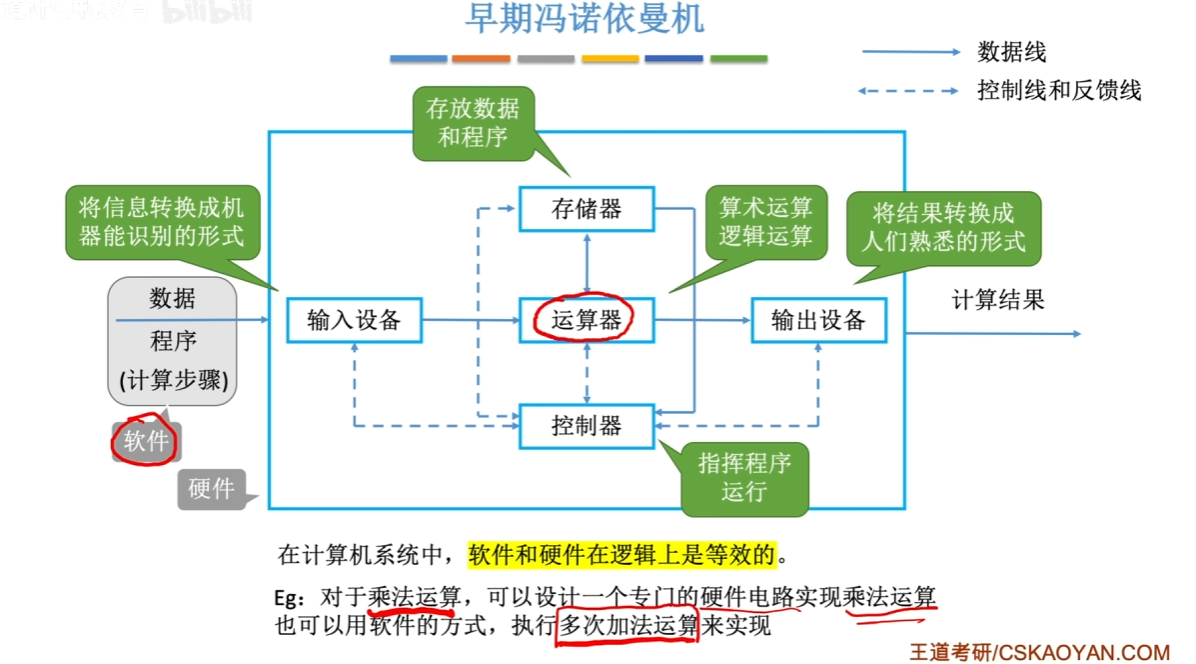 bilibili
早期冯诺依曼机
数据线
控制线和反馈线
存放数据
和程序
将信息转换成机
器能识别的形式
存储器
算术运算
逻辑运算
将结果转换成
人们熟悉的形式
数据
程序
(计算步骤)
输入设备
运算器
输出设备
计算结果
控制器
软件
硬件
指挥程序
运行
在计算机系统中，软件和硬件在逻辑上是等效的。
Eg：对于乘法运算，可以设计一个专门的硬件电路实现乘法运算
也可以用软件的方式，执行多次加法运算来实现
王道考研/CSKAOYAN.COM